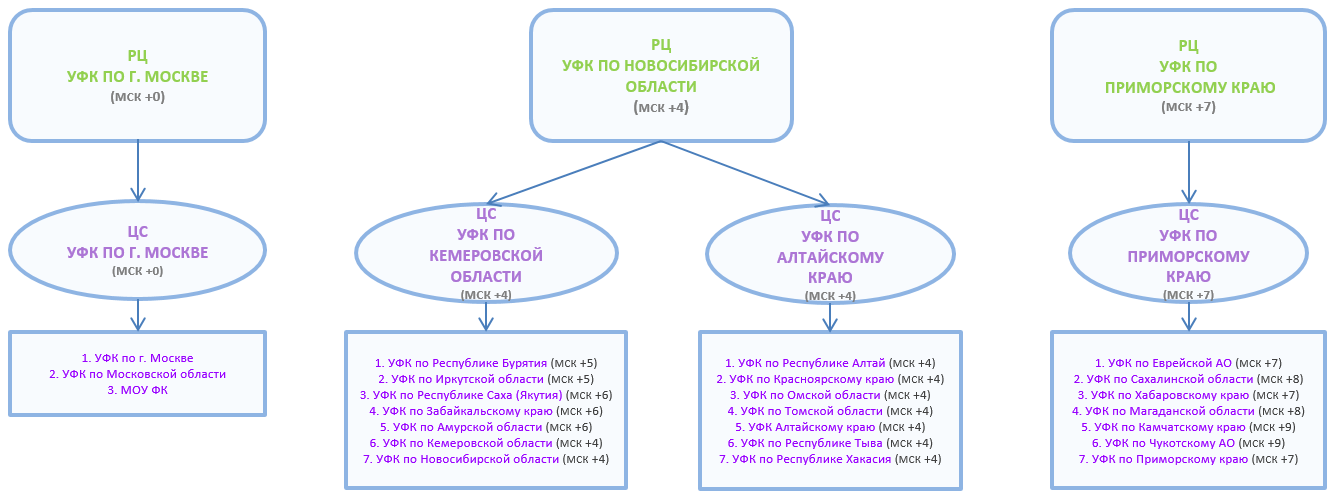 РЦ
УФК ПО Г. МОСКВЕ
(МСК +0)
РЦ
УФК ПО НОВОСИБИРСКОЙ
ОБЛАСТИ
(МСК +4)
РЦ
УФК ПО
ПРИМОРСКОМУ КРАЮ
(МСК +7)
ЦС
УФК ПО Г. МОСКВЕ
(МСК +0)
ЦС
УФК ПО
КЕМЕРОВСКОЙ
ОБЛАСТИ
(МСК +4)
ЦС
УФК ПО
АЛТАЙСКОМУ
КРАЮ
(МСК +4)
ЦС
УФК ПО
ПРИМОРСКОМУ
КРАЮ
(МСК +7)
1. УФК по г. Москве
2. УФК по Московской области
3. МОУ ФК
1. УФК по Республике Бурятия (МСК +5)
2. УФК по Иркутской области (МСК +5)
3. УФК по Республике Саха (Якутия) (МСК +6)
4. УФК по Забайкальскому краю (МСК +6)
5. УФК по Амурской области (МСК +6)
6. УФК по Кемеровской области (МСК +4)
7. УФК по Новосибирской области (МСК +4)
1. УФК по Республике Алтай (МСК +4)
2. УФК по Красноярскому краю (МСК +4)
3. УФК по Омской области (МСК +4)
4. УФК по Томской области (МСК +4)
5. УФК Алтайскому краю (МСК +4)
6. УФК по Республике Тыва (МСК +4)
7. УФК по Республике Хакасия (МСК +4)
1. УФК по Еврейской АО (МСК +7)
2. УФК по Сахалинской области (МСК +8)
3. УФК по Хабаровскому краю (МСК +7)
4. УФК по Магаданской области (МСК +8)
5. УФК по Камчатскому краю (МСК +9)
6. УФК по Чукотскому АО (МСК +9)
7. УФК по Приморскому краю (МСК +7)